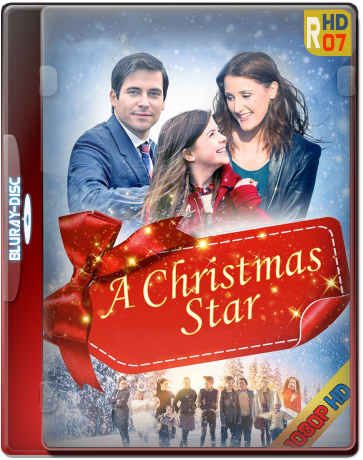 R HD
07
BLURAY-DISC
A Christmas
Star
1080P HD